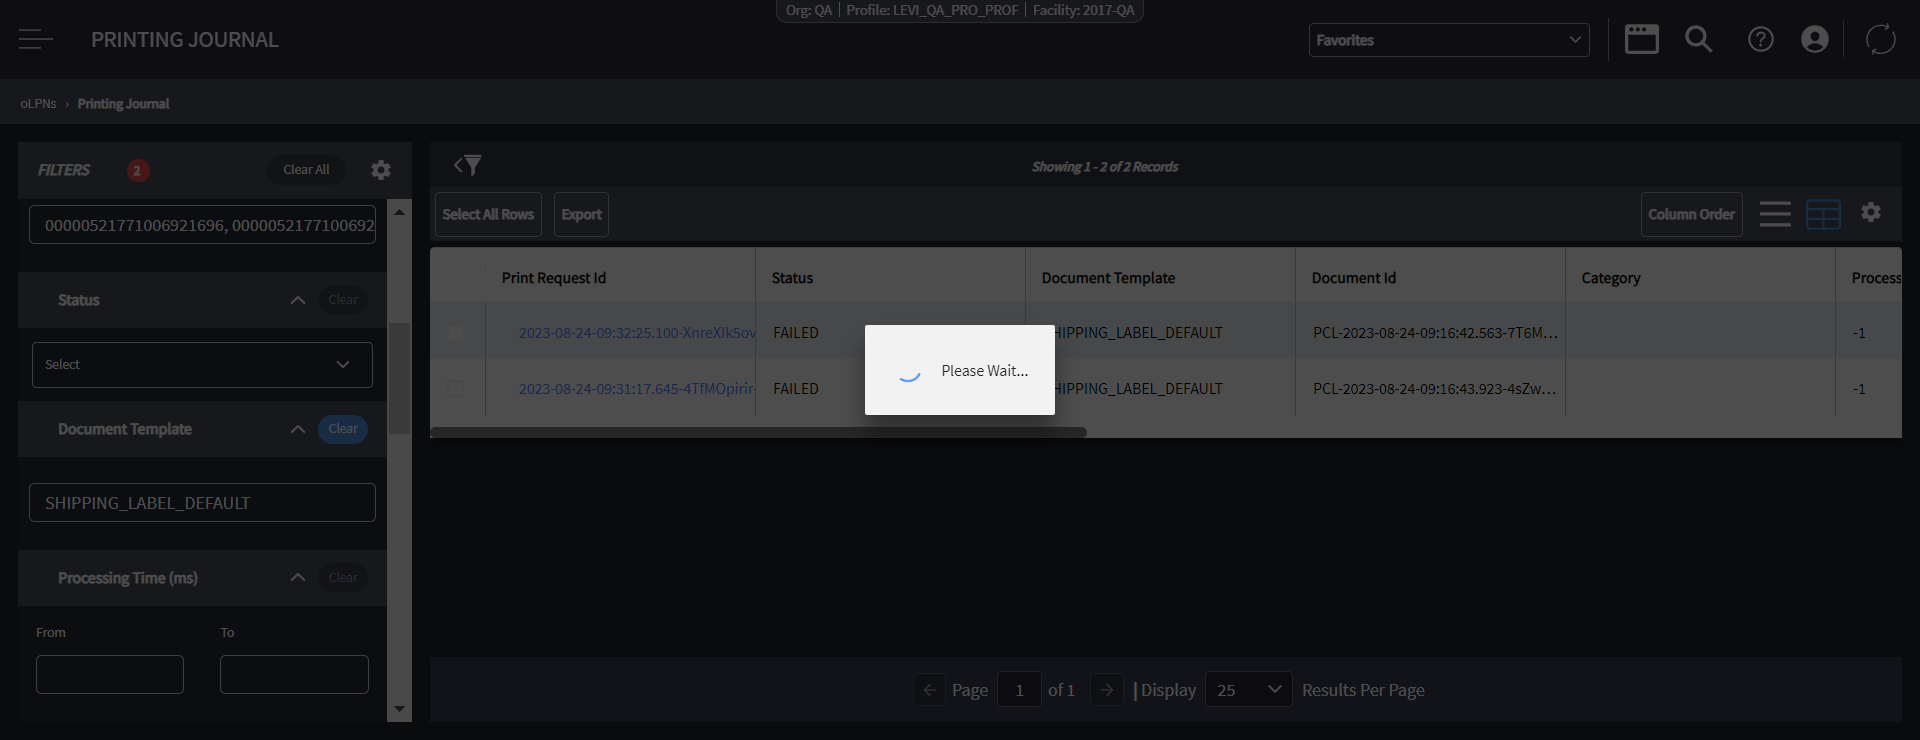 Org: QA | Profile: LEVI_QA_PRO_PROF | Facility: 2017-QA
PRINTING JOURNAL
Favorites
oLPNs › Printing Journal
FILTERS 2 Clear All
00000521771006921696, 0000052177100692
Status Clear
Select
Document Template Clear
SHIPPING_LABEL_DEFAULT
Processing Time (ms) Clear
From To
Showing 1 - 2 of 2 Records
Select All Rows Export Column Order
Print Request Id Status Document Template Document Id Category Process
2023-08-24-09:32:25.100-XnreXIk5ov FAILED HIPPING_LABEL_DEFAULT PCL-2023-08-24-09:16:42.563-7T6M... -1
2023-08-24-09:31:17.645-4TfMOpirir- FAILED HIPPING_LABEL_DEFAULT PCL-2023-08-24-09:16:43.923-4sZw... -1
Please Wait...
Page 1 of 1 | Display 25 Results Per Page